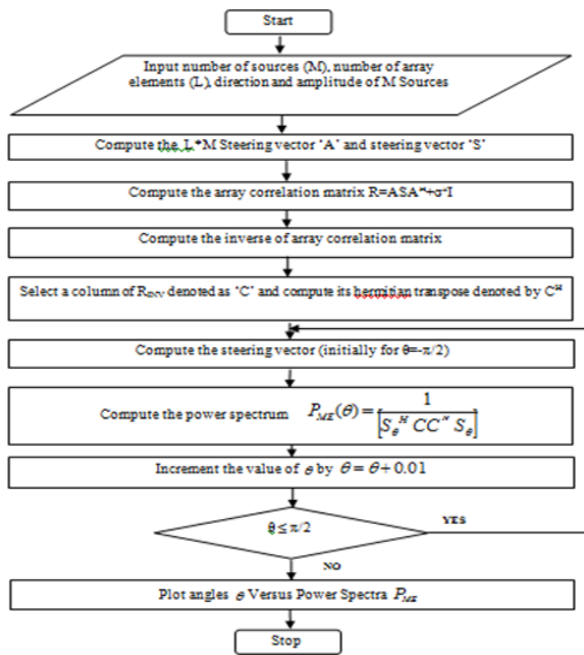 Start
Input number of sources (M), number of array
elements (L), direction and amplitude of M Sources
Compute the L*M Steering vector ‘A’ and steering vector ‘S’
Compute the array correlation matrix R=ASAᴴ+σ²I
Compute the inverse of array correlation matrix
Select a column of R_INV denoted as ‘C’ and compute its hermitian transpose denoted by Cᴴ
Compute the steering vector (initially for θ=-π/2)
Compute the power spectrum P_ME(θ) = 1 / [S_θᴴ CCᴴ S_θ]
Increment the value of θ by θ = θ + 0.01
θ ≤ π/2
YES
NO
Plot angles θ Versus Power Spectra P_ME
Stop